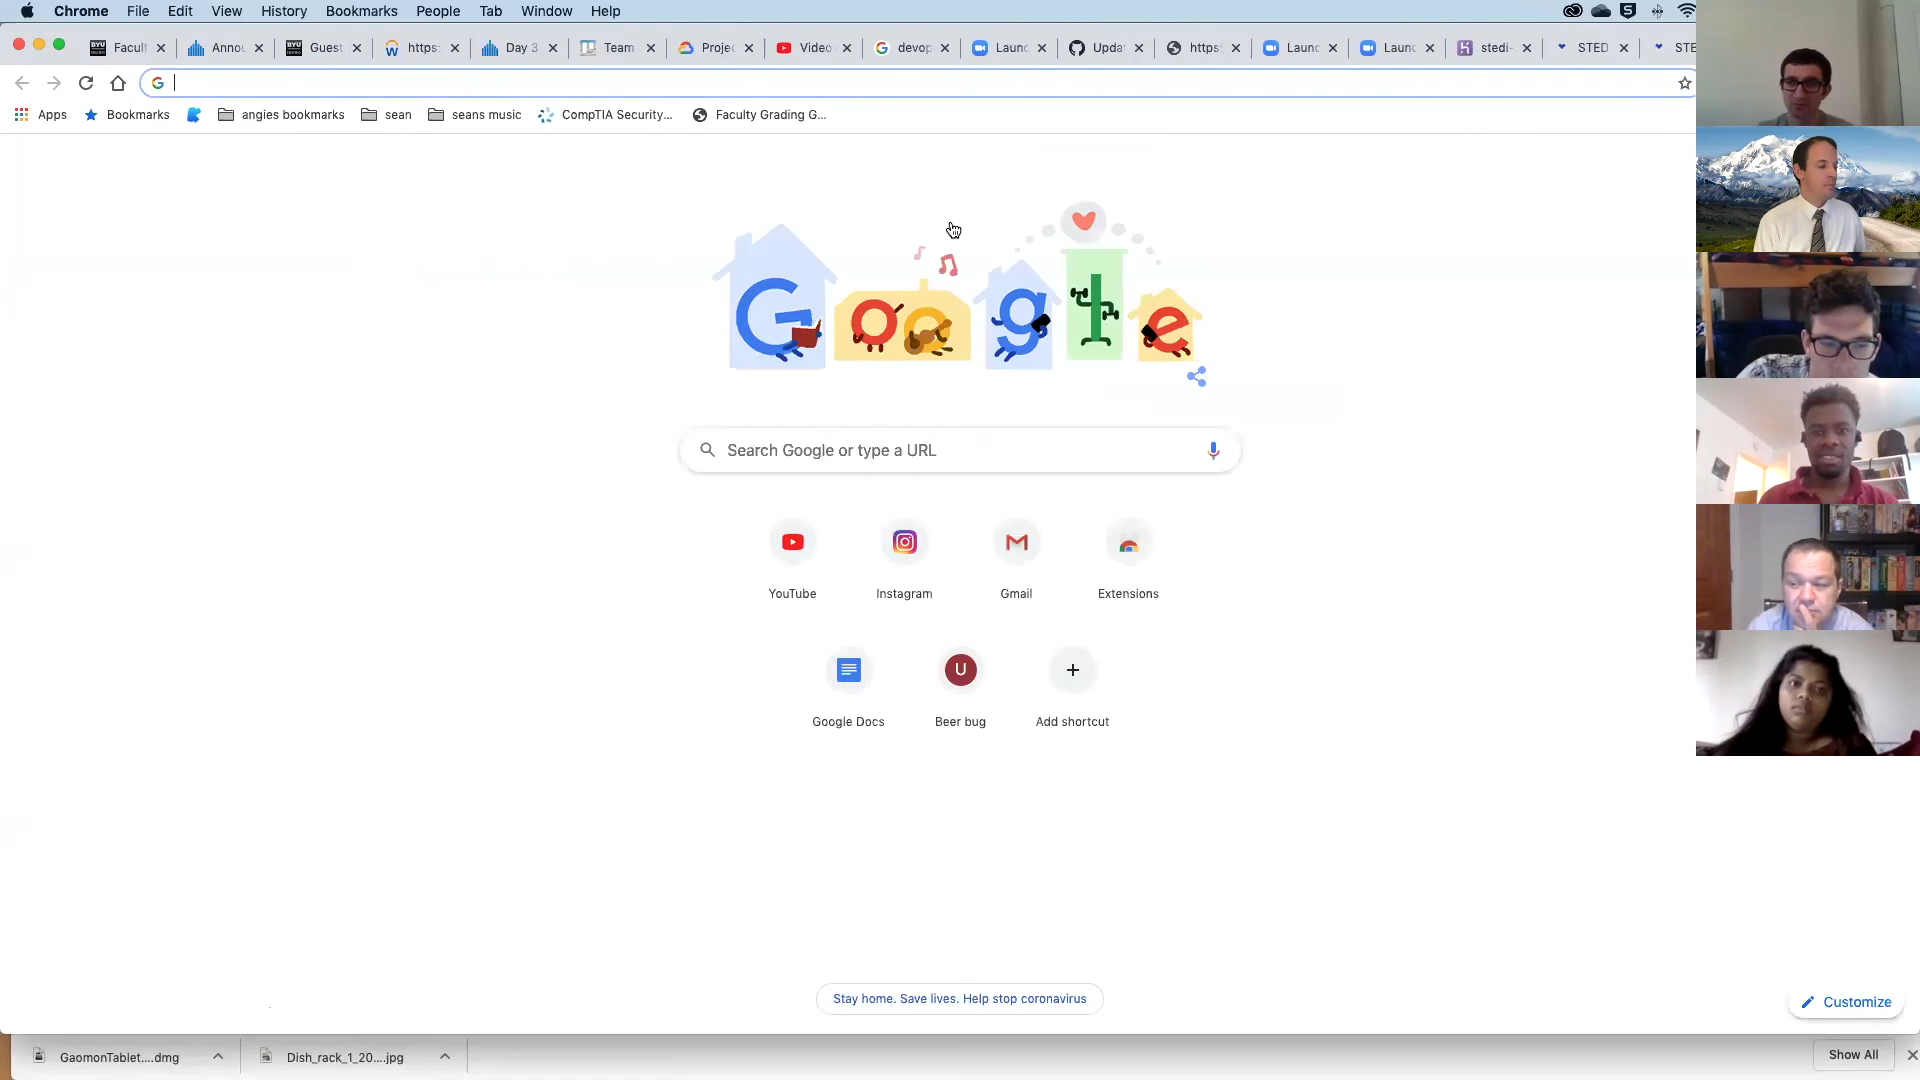 Chrome File Edit View History Bookmarks People Tab Window Help
Facult Annou Guest https: Day 3 Team Projec Video devop Launc Updat https: Launc Launc stedi- STED STE
Apps Bookmarks angies bookmarks sean seans music CompTIA Security... Faculty Grading G...
Google
Search Google or type a URL
YouTube Instagram Gmail Extensions
U
Google Docs Beer bug Add shortcut
Stay home. Save lives. Help stop coronavirus
Customize
GaomonTablet....dmg Dish_rack_1_20....jpg Show All